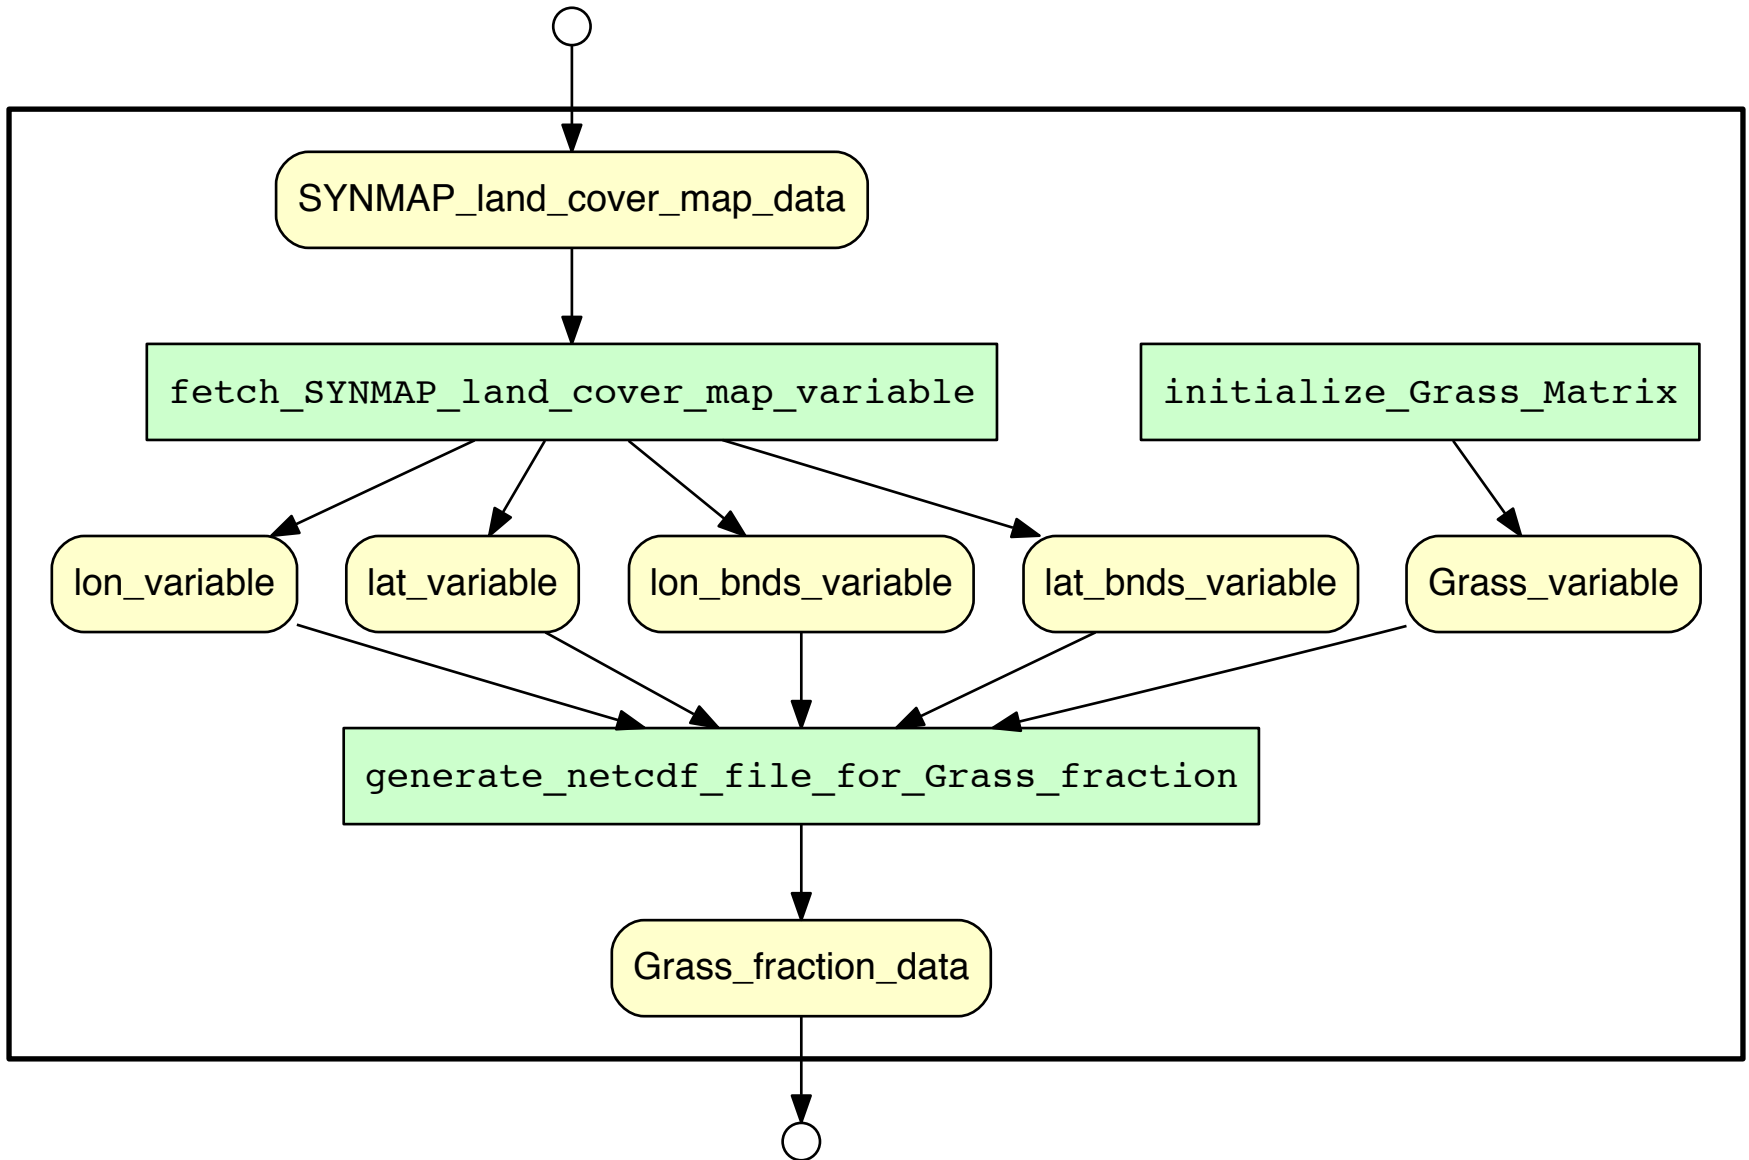 SYNMAP_land_cover_map_data
fetch_SYNMAP_land_cover_map_variable
initialize_Grass_Matrix
lon_variable
lat_variable
lon_bnds_variable
lat_bnds_variable
Grass_variable
generate_netcdf_file_for_Grass_fraction
Grass_fraction_data